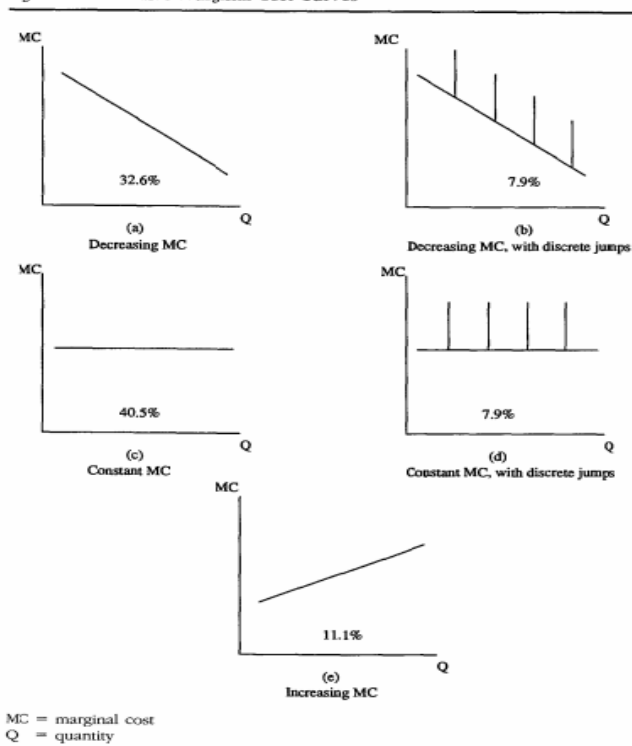 MC
32.6%
Q
(a)
Decreasing MC
MC
7.9%
Q
(b)
Decreasing MC, with discrete jumps
MC
40.5%
Q
(c)
Constant MC
MC
7.9%
Q
(d)
Constant MC, with discrete jumps
MC
11.1%
Q
(e)
Increasing MC
MC = marginal cost
Q = quantity